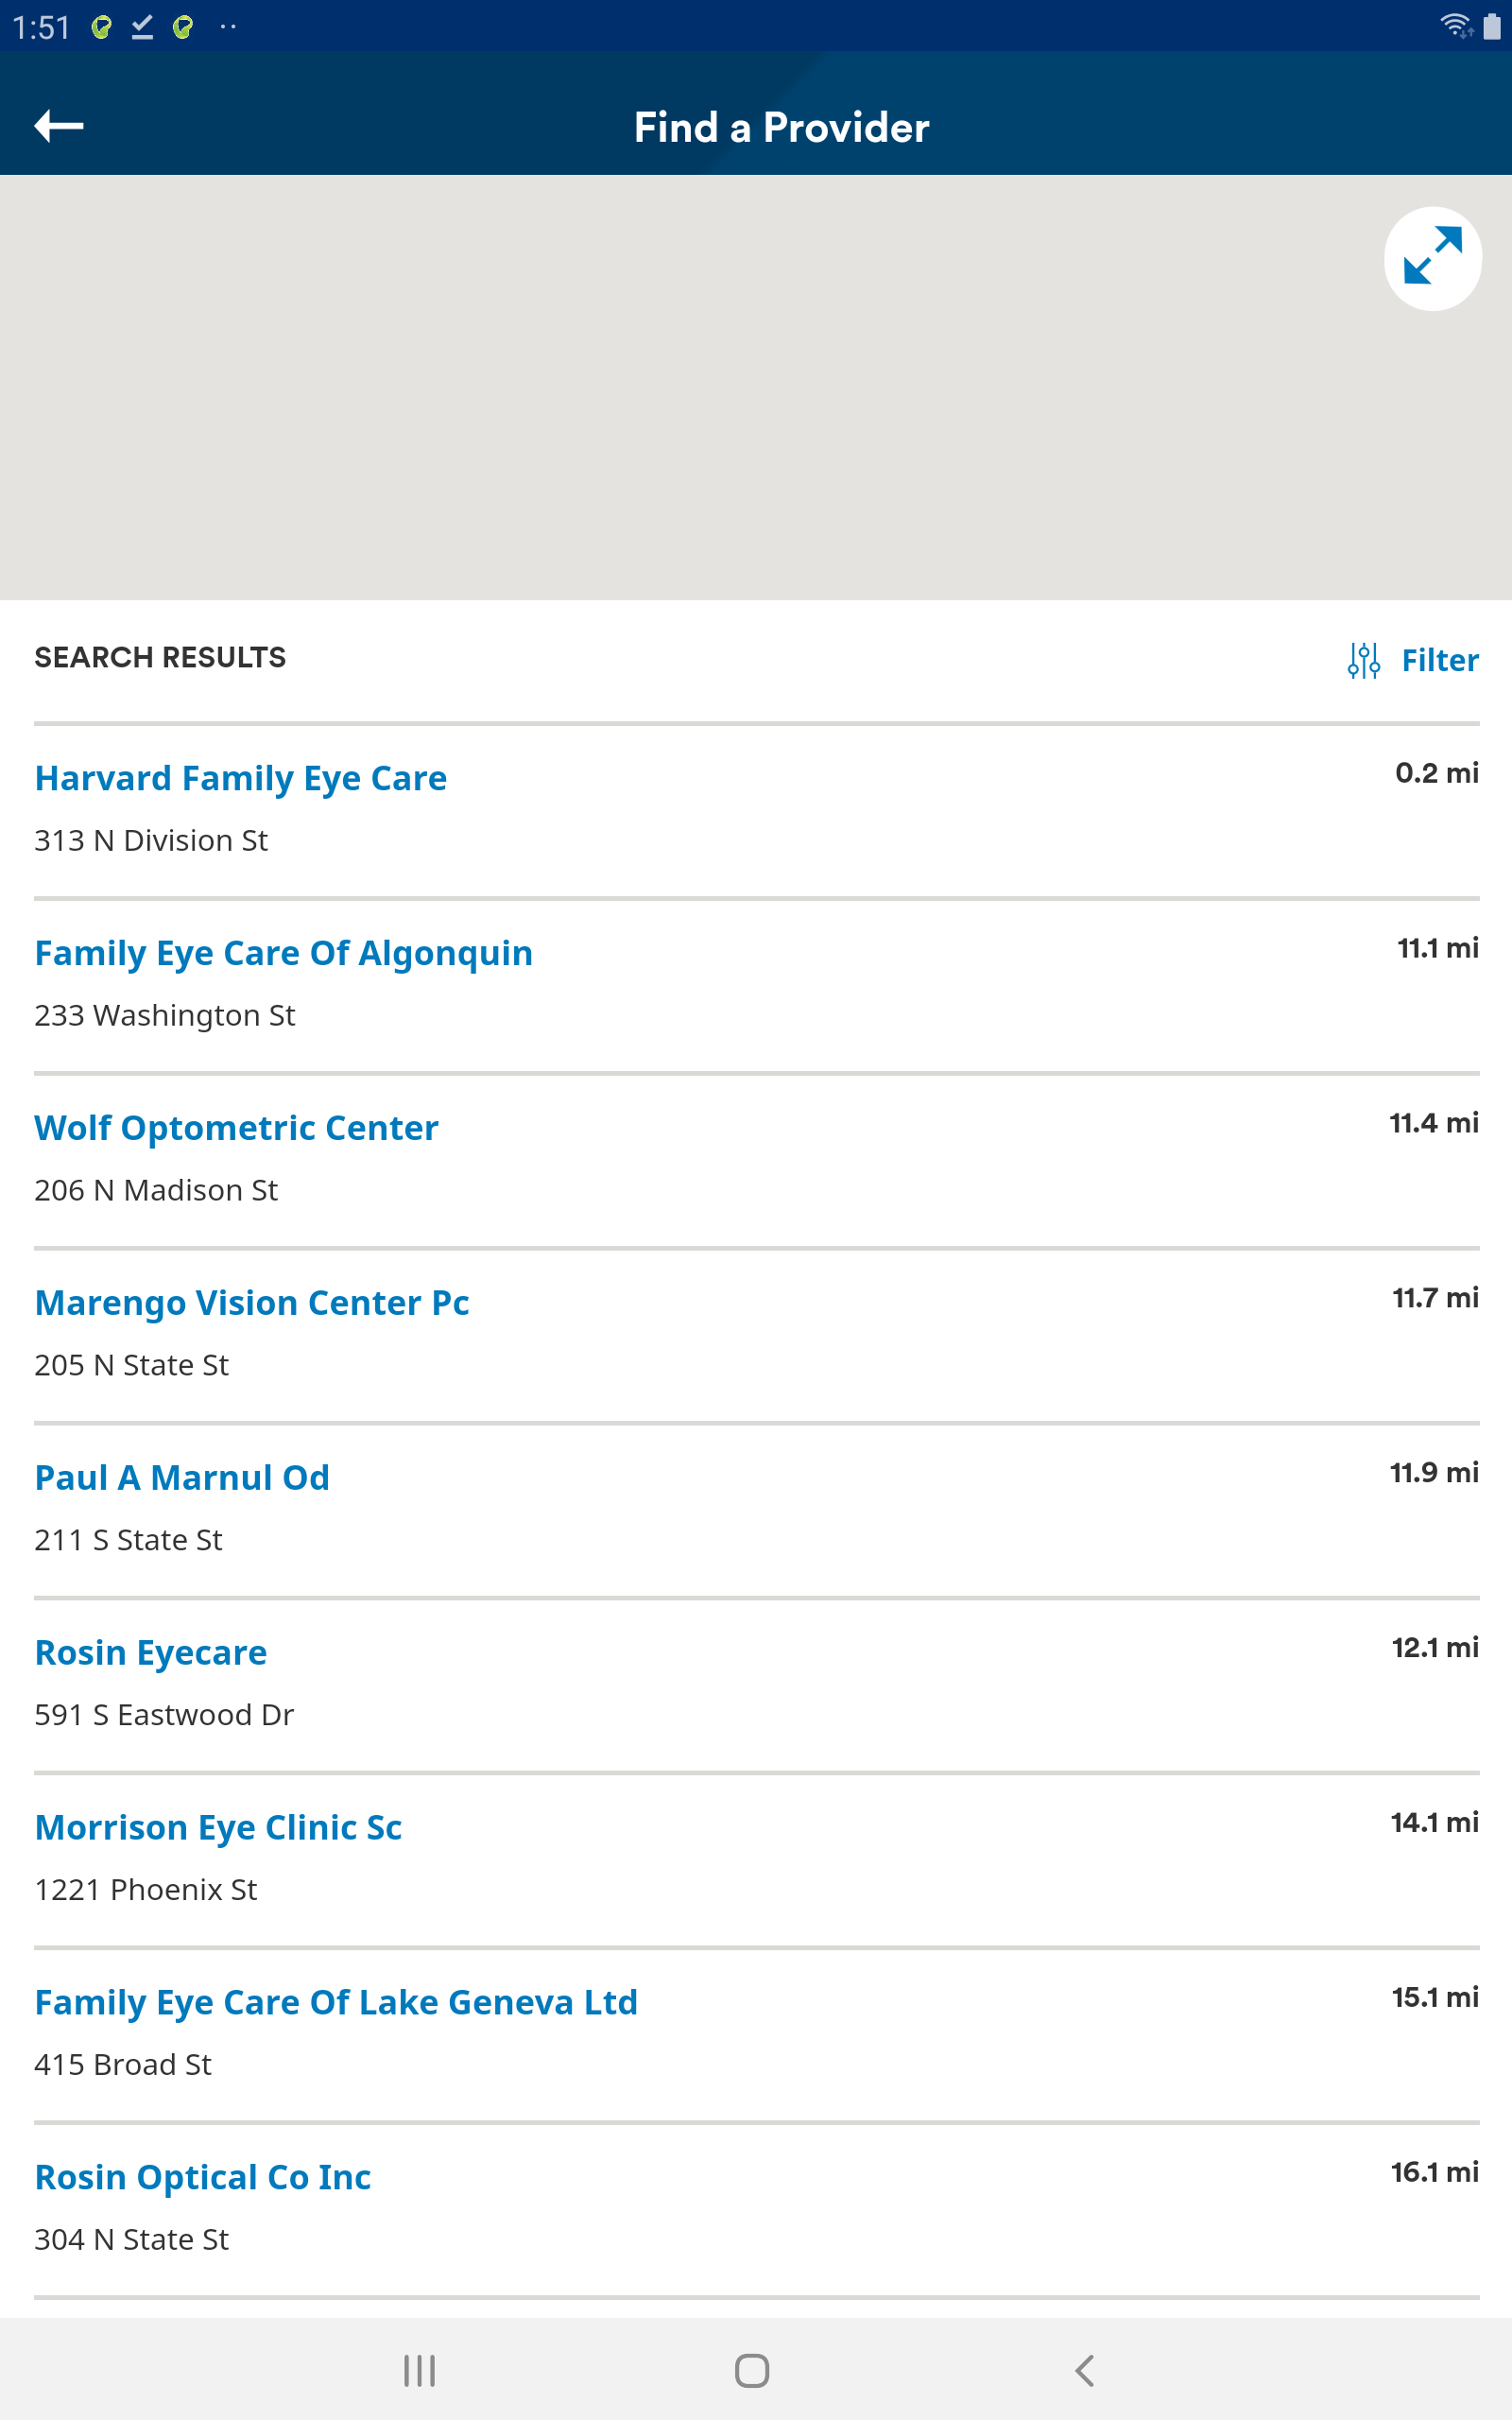 1:51
Find a Provider
SEARCH RESULTS
Filter
Harvard Family Eye Care
0.2 mi
313 N Division St
Family Eye Care Of Algonquin
11.1 mi
233 Washington St
Wolf Optometric Center
11.4 mi
206 N Madison St
Marengo Vision Center Pc
11.7 mi
205 N State St
Paul A Marnul Od
11.9 mi
211 S State St
Rosin Eyecare
12.1 mi
591 S Eastwood Dr
Morrison Eye Clinic Sc
14.1 mi
1221 Phoenix St
Family Eye Care Of Lake Geneva Ltd
15.1 mi
415 Broad St
Rosin Optical Co Inc
16.1 mi
304 N State St